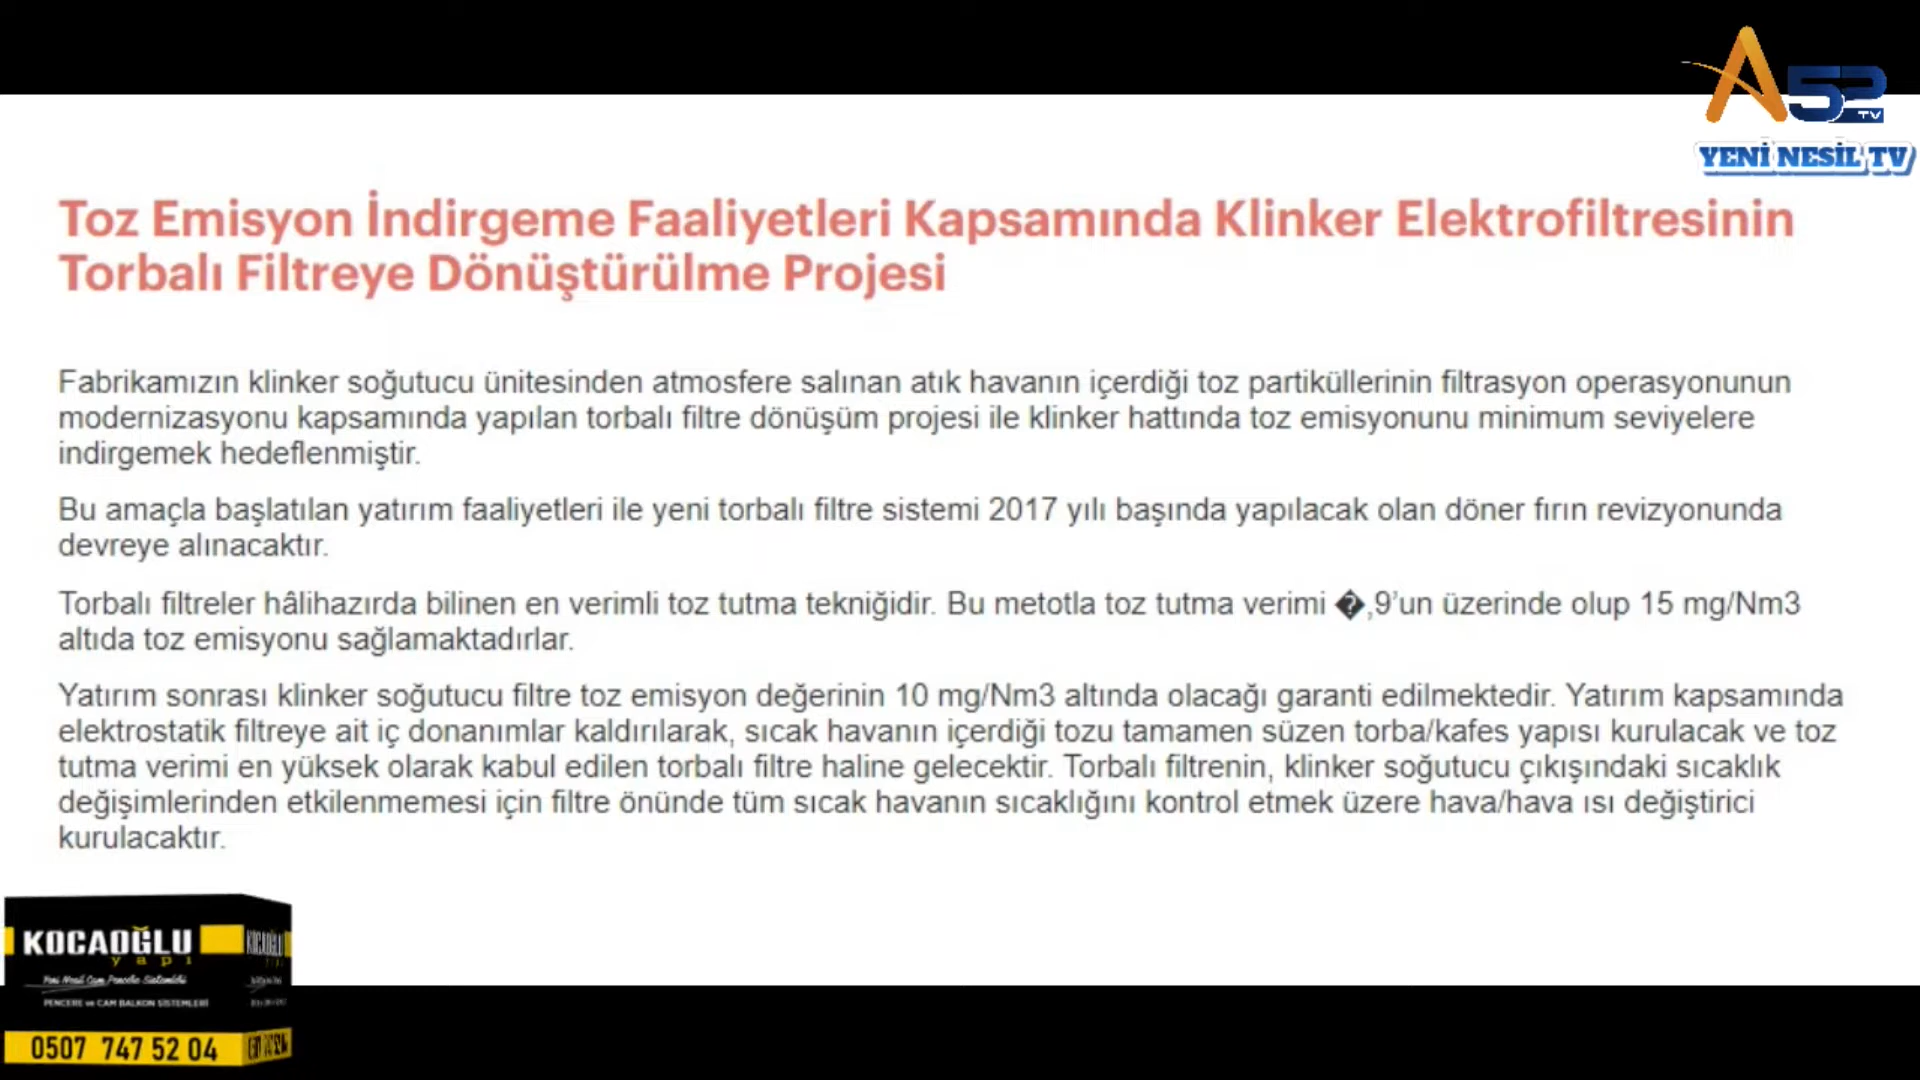 A52
TV
YENİ NESİL TV
Toz Emisyon İndirgeme Faaliyetleri Kapsamında Klinker Elektrofiltresinin
Torbalı Filtreye Dönüştürülme Projesi
Fabrikamızın klinker soğutucu ünitesinden atmosfere salınan atık havanın içerdiği toz partiküllerinin filtrasyon operasyonunun
modernizasyonu kapsamında yapılan torbalı filtre dönüşüm projesi ile klinker hattında toz emisyonunu minimum seviyelere
indirgemek hedeflenmiştir.
Bu amaçla başlatılan yatırım faaliyetleri ile yeni torbalı filtre sistemi 2017 yılı başında yapılacak olan döner fırın revizyonunda
devreye alınacaktır.
Torbalı filtreler hâlihazırda bilinen en verimli toz tutma tekniğidir. Bu metotla toz tutma verimi �,9’un üzerinde olup 15 mg/Nm3
altıda toz emisyonu sağlamaktadırlar.
Yatırım sonrası klinker soğutucu filtre toz emisyon değerinin 10 mg/Nm3 altında olacağı garanti edilmektedir. Yatırım kapsamında
elektrostatik filtreye ait iç donanımlar kaldırılarak, sıcak havanın içerdiği tozu tamamen süzen torba/kafes yapısı kurulacak ve toz
tutma verimi en yüksek olarak kabul edilen torbalı filtre haline gelecektir. Torbalı filtrenin, klinker soğutucu çıkışındaki sıcaklık
değişimlerinden etkilenmemesi için filtre önünde tüm sıcak havanın sıcaklığını kontrol etmek üzere hava/hava ısı değiştirici
kurulacaktır.
KOCAOĞLU
yapı
Yeni Nesil Cam Pencere Sistemleri
PENCERE ve CAM BALKON SİSTEMLERİ
0507 747 52 04